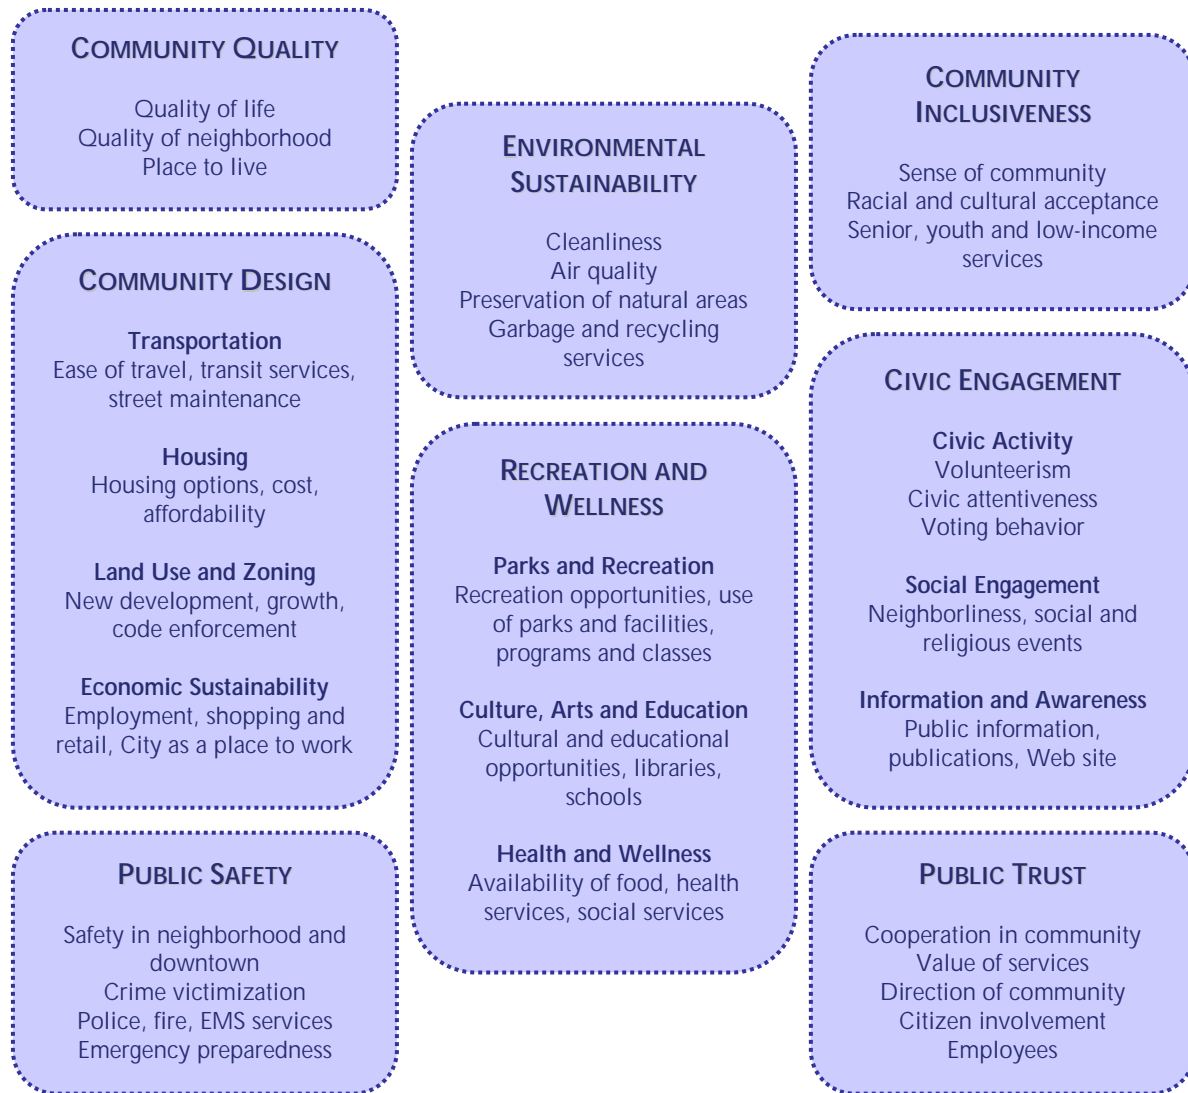 COMMUNITY QUALITY
Quality of life
Quality of neighborhood
Place to live
COMMUNITY DESIGN
Transportation
Ease of travel, transit services,
street maintenance
Housing
Housing options, cost,
affordability
Land Use and Zoning
New development, growth,
code enforcement
Economic Sustainability
Employment, shopping and
retail, City as a place to work
PUBLIC SAFETY
Safety in neighborhood and
downtown
Crime victimization
Police, fire, EMS services
Emergency preparedness
ENVIRONMENTAL
SUSTAINABILITY
Cleanliness
Air quality
Preservation of natural areas
Garbage and recycling
services
RECREATION AND
WELLNESS
Parks and Recreation
Recreation opportunities, use
of parks and facilities,
programs and classes
Culture, Arts and Education
Cultural and educational
opportunities, libraries,
schools
Health and Wellness
Availability of food, health
services, social services
COMMUNITY
INCLUSIVENESS
Sense of community
Racial and cultural acceptance
Senior, youth and low-income
services
CIVIC ENGAGEMENT
Civic Activity
Volunteerism
Civic attentiveness
Voting behavior
Social Engagement
Neighborliness, social and
religious events
Information and Awareness
Public information,
publications, Web site
PUBLIC TRUST
Cooperation in community
Value of services
Direction of community
Citizen involvement
Employees